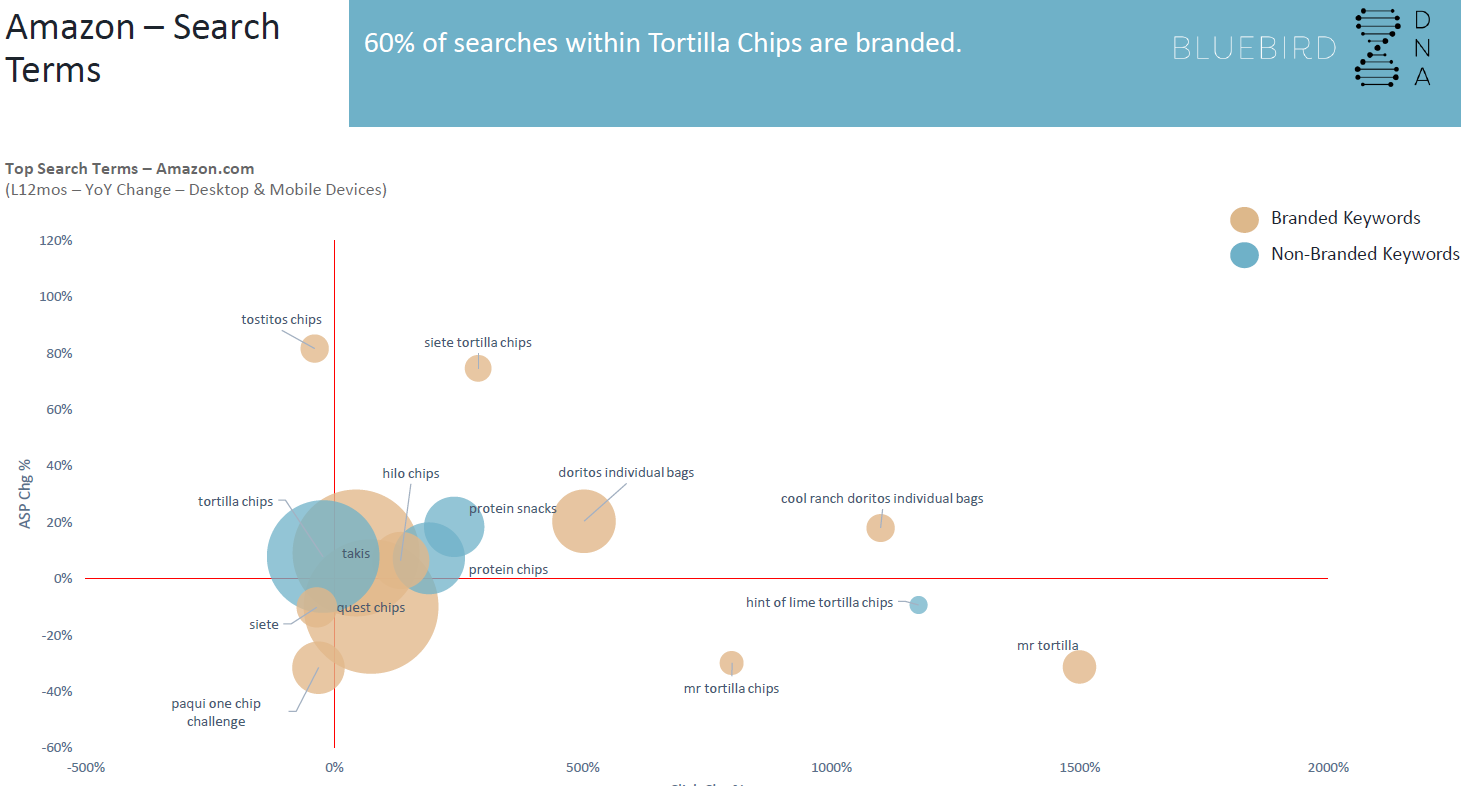 Amazon – Search
Terms
60% of searches within Tortilla Chips are branded.
BLUEBIRD
D
N
A
Top Search Terms – Amazon.com
(L12mos – YoY Change – Desktop & Mobile Devices)
Branded Keywords
Non-Branded Keywords
120%
100%
80%
60%
40%
20%
0%
-20%
-40%
-60%
ASP Chg %
tostitos chips
siete tortilla chips
hilo chips
doritos individual bags
tortilla chips
protein snacks
cool ranch doritos individual bags
takis
protein chips
quest chips
hint of lime tortilla chips
siete
mr tortilla
mr tortilla chips
paqui one chip
challenge
-500%
0%
500%
1000%
1500%
2000%